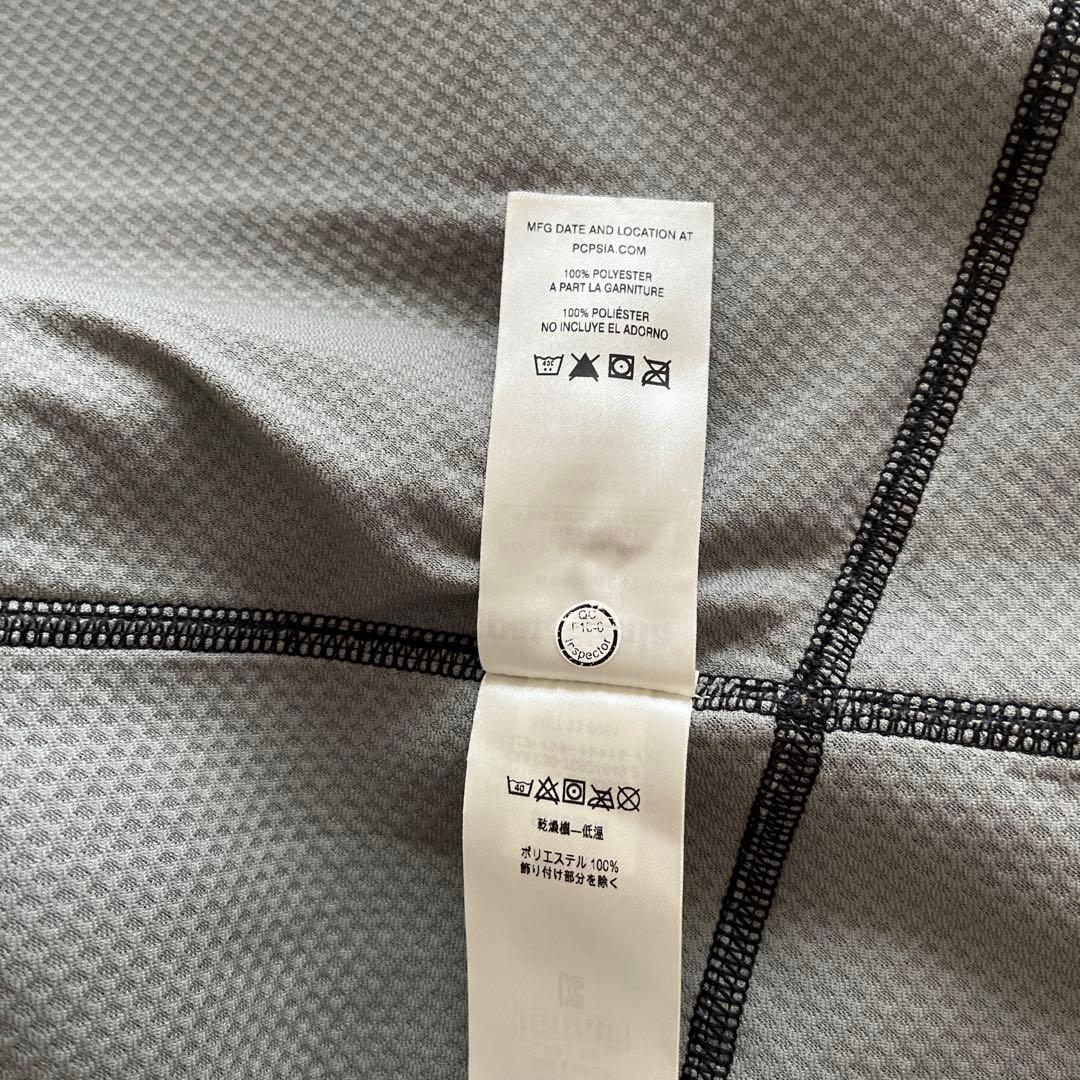 MFG DATE AND LOCATION AT
PCPSIA.COM
100% POLYESTER
A PART LA GARNITURE
100% POLIÉSTER
NO INCLUYE EL ADORNO
QC
Inspector
40
乾燥機—低温
ポリエステル 100%
飾り付け部分を除く